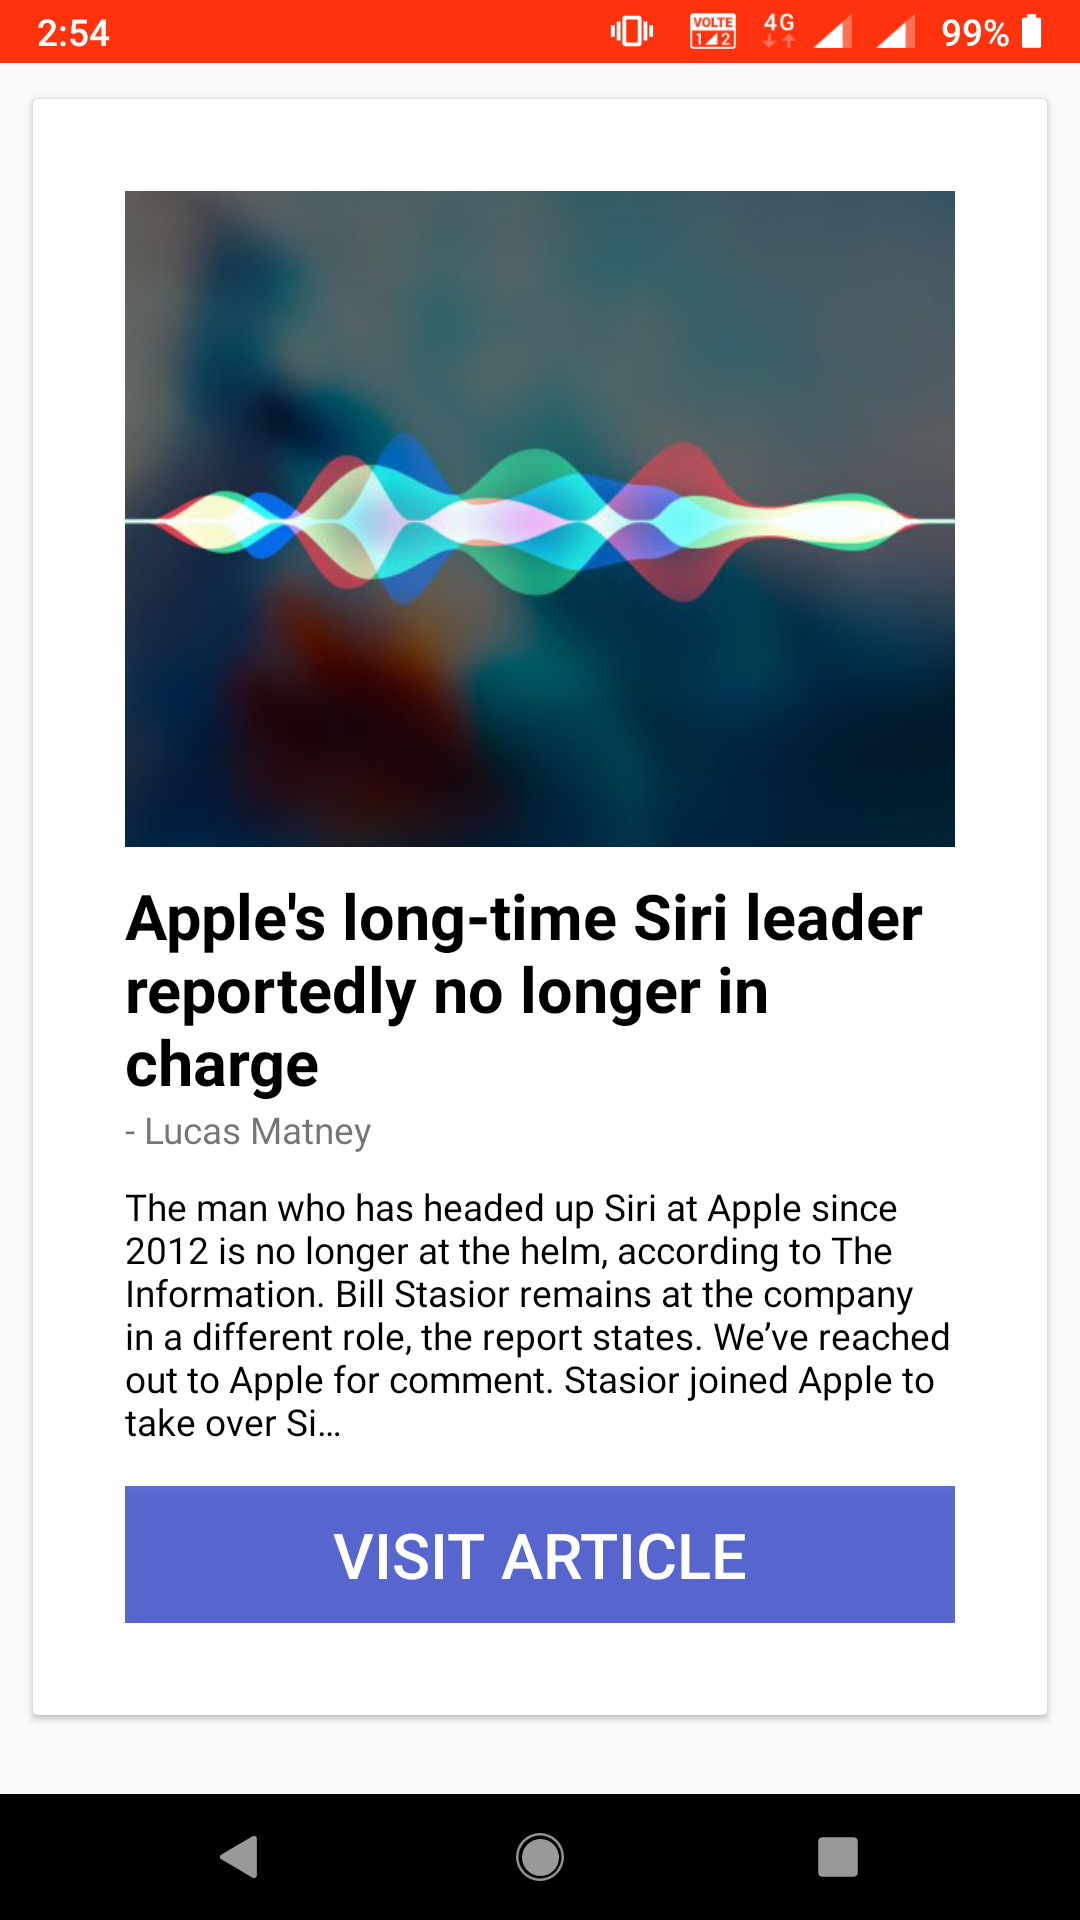 2:54
VOLTE
1 2
4G
99%
Apple's long-time Siri leader
reportedly no longer in
charge
- Lucas Matney
The man who has headed up Siri at Apple since
2012 is no longer at the helm, according to The
Information. Bill Stasior remains at the company
in a different role, the report states. We’ve reached
out to Apple for comment. Stasior joined Apple to
take over Si…
VISIT ARTICLE